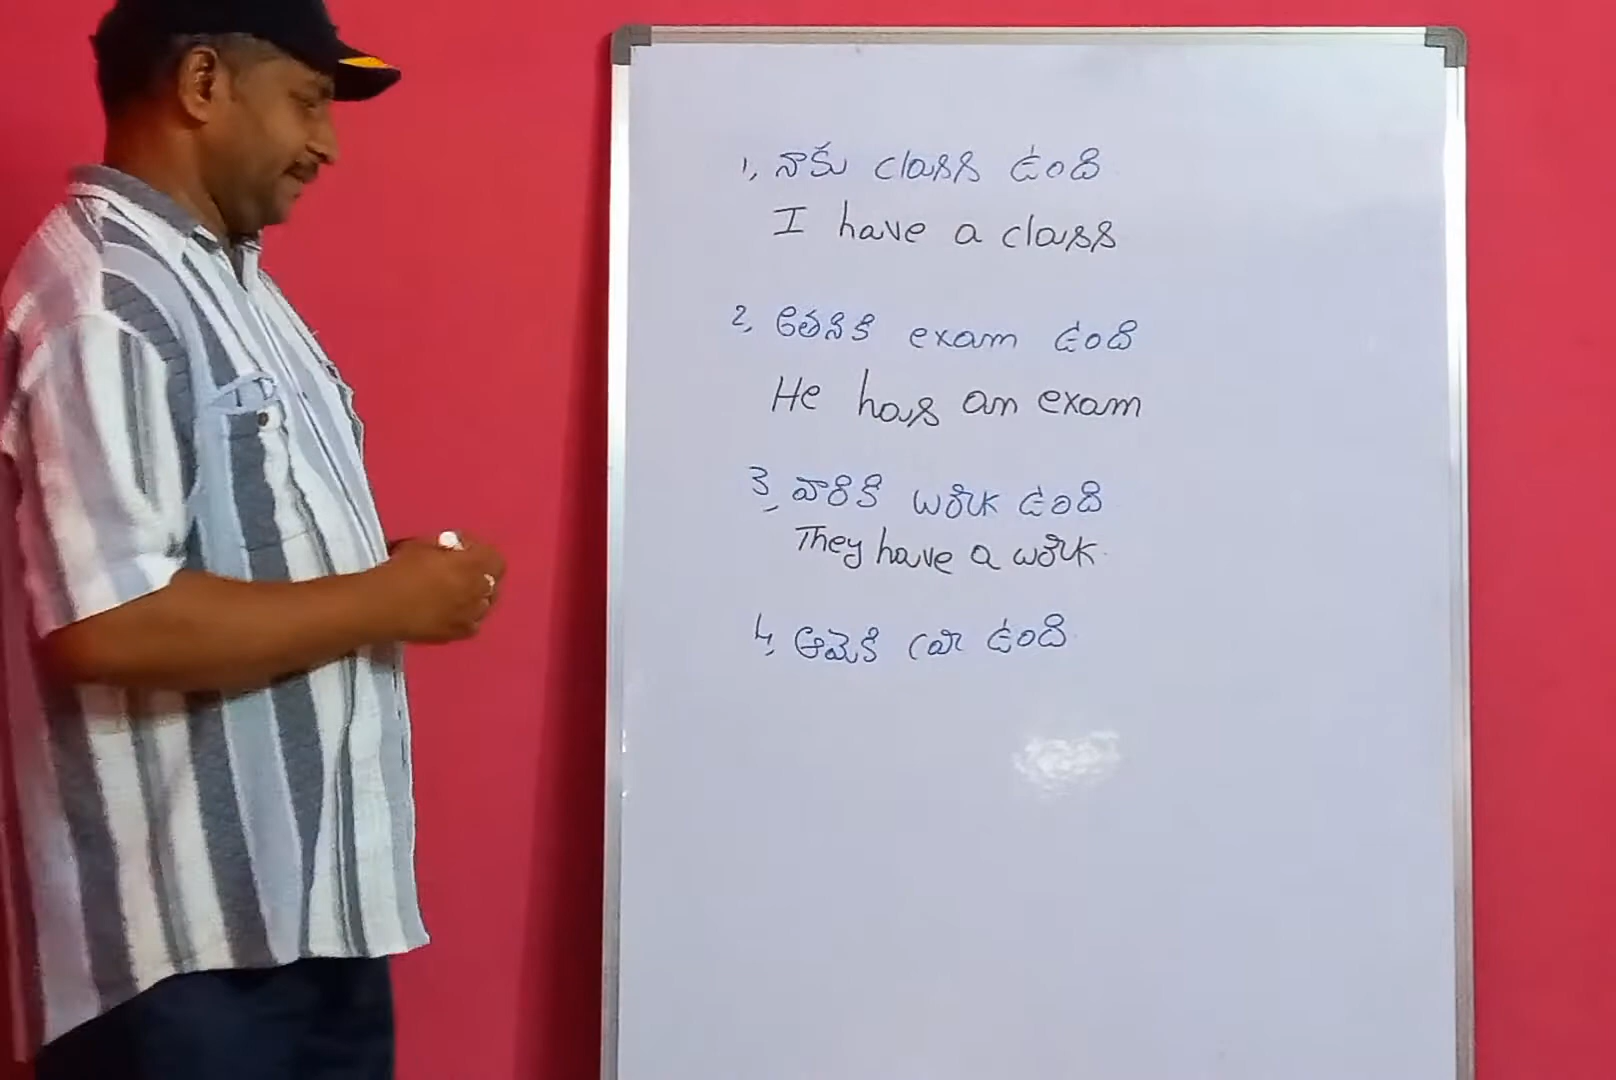 1, నాకు class ఉంది
I have a class
2, అతనికి exam ఉంది
He has an exam
3, వారికి work ఉంది
They have a work.
4, ఆమెకి car ఉంది